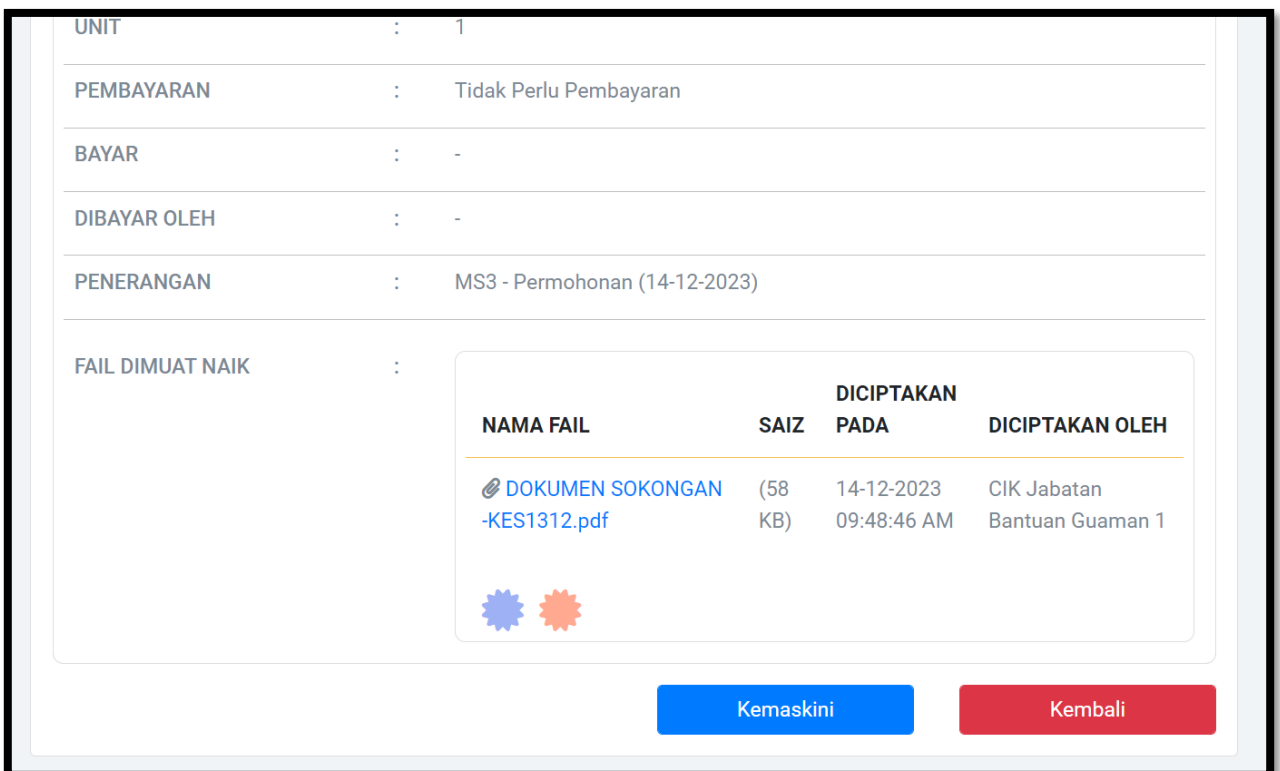 UNIT : 1
PEMBAYARAN : Tidak Perlu Pembayaran
BAYAR : -
DIBAYAR OLEH : -
PENERANGAN : MS3 - Permohonan (14-12-2023)
FAIL DIMUAT NAIK :
DICIPTAKAN
NAMA FAIL SAIZ PADA DICIPTAKAN OLEH
DOKUMEN SOKONGAN (58 14-12-2023 CIK Jabatan
-KES1312.pdf KB) 09:48:46 AM Bantuan Guaman 1
Kemaskini Kembali